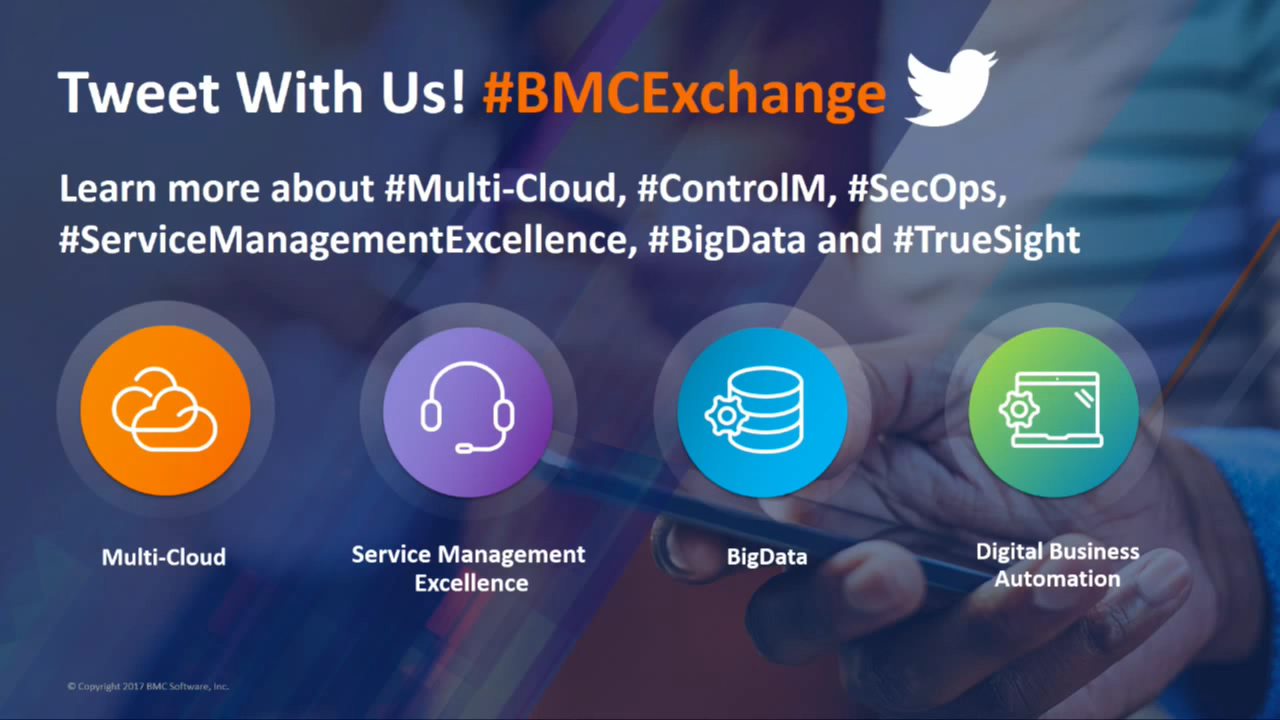 Tweet With Us! #BMCExchange
Learn more about #Multi-Cloud, #ControlM, #SecOps,
#ServiceManagementExcellence, #BigData and #TrueSight
Multi-Cloud
Service Management
Excellence
BigData
Digital Business
Automation
© Copyright 2017 BMC Software, Inc.